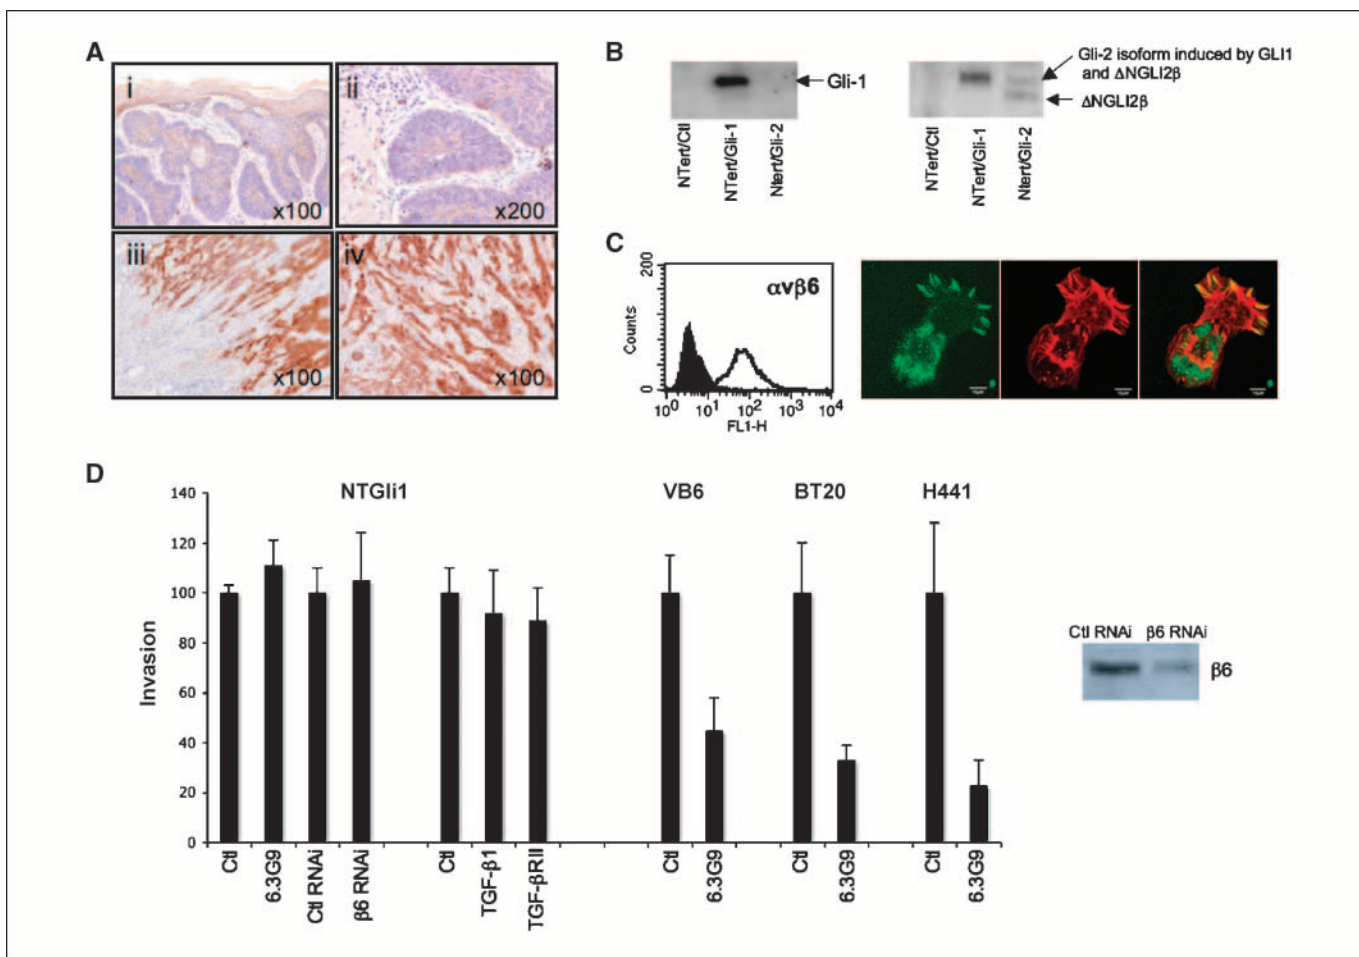 A
i
x100
ii
x200
iii
x100
iv
x100
B
Gli-1
NTert/Ctl
NTert/Gli-1
Ntert/Gli-2
Gli-2 isoform induced by GLI1
and ΔNGLI2β
ΔNGLI2β
NTert/Ctl
NTert/Gli-1
Ntert/Gli-2
C
αvβ6
200
0
Counts
10⁰ 10¹ 10² 10³ 10⁴
FL1-H
D
NTGli1 VB6 BT20 H441
140
120
100
80
60
40
20
0
Invasion
Ctl
6.3G9
Ctl RNAi
β6 RNAi
Ctl
TGF-β1
TGF-βRII
Ctl
6.3G9
Ctl
6.3G9
Ctl
6.3G9
Ctl RNAi β6 RNAi
β6